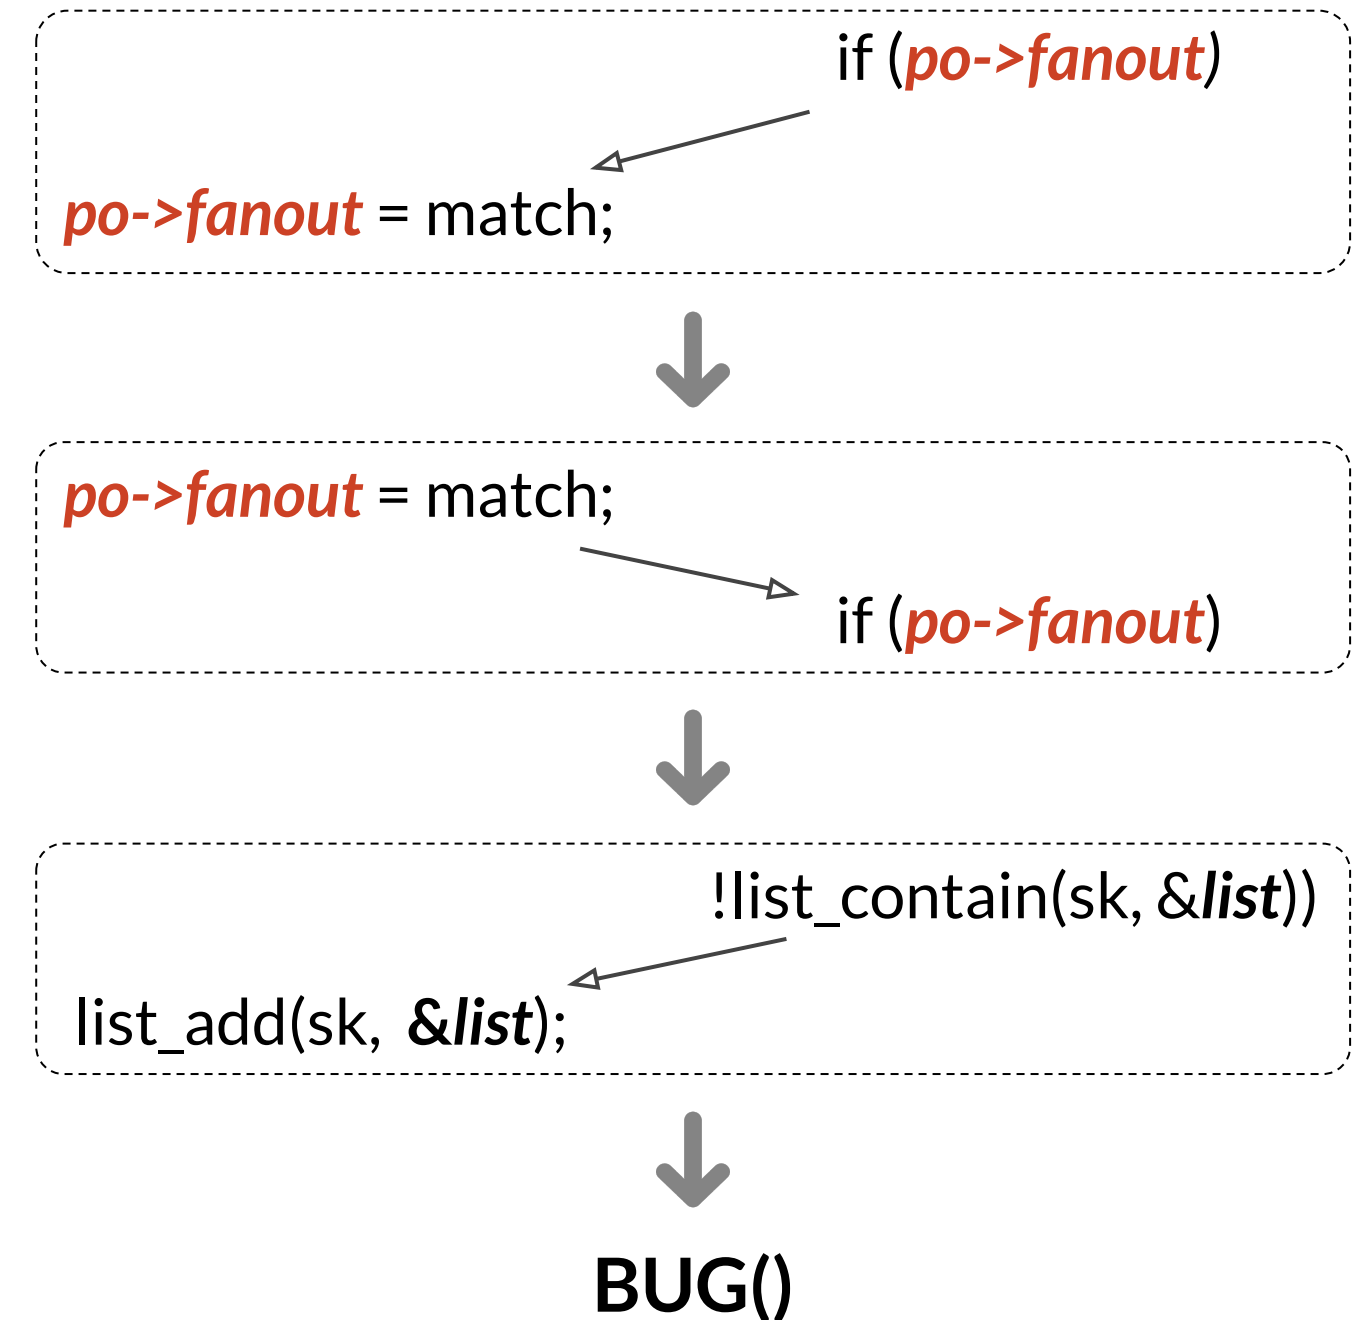 if (po->fanout)
po->fanout = match;
po->fanout = match;
if (po->fanout)
!list_contain(sk, &list))
list_add(sk, &list);
BUG()